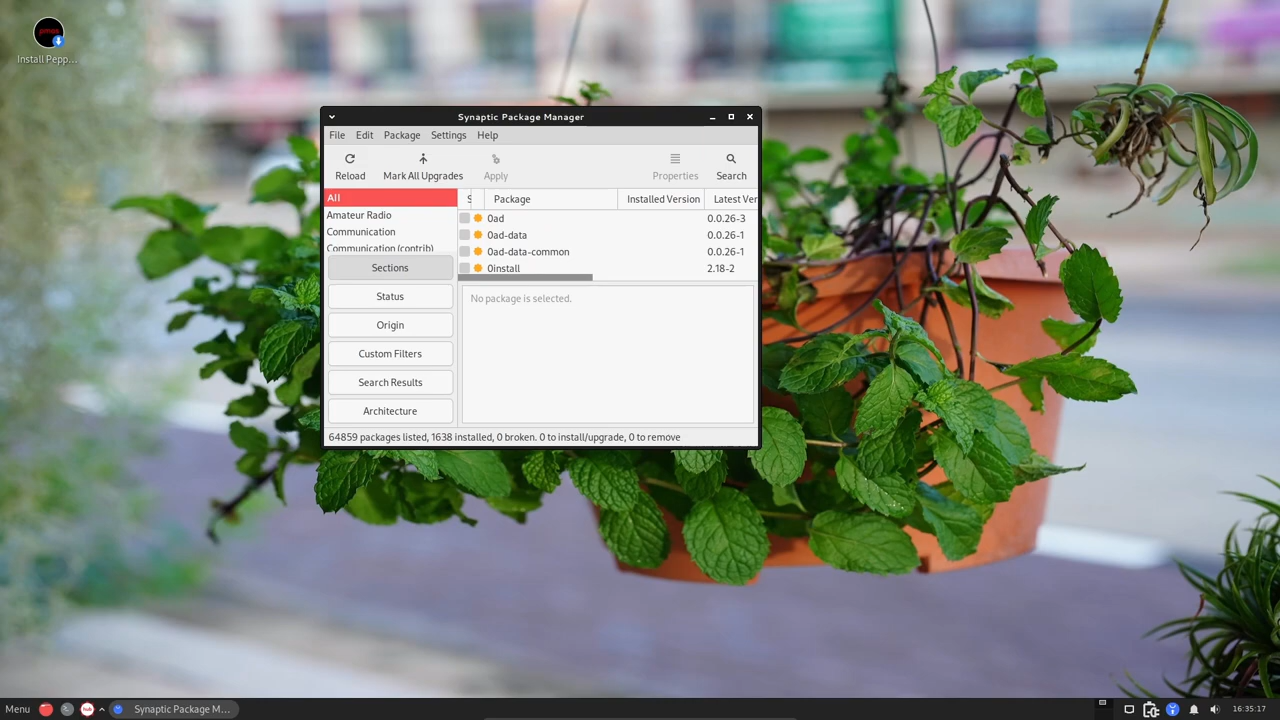 Install Pepp...
Synaptic Package Manager
File Edit Package Settings Help
Reload Mark All Upgrades Apply Properties Search
All
Amateur Radio
Communication
Communication (contrib)
Sections
Status
Origin
Custom Filters
Search Results
Architecture
S Package Installed Version Latest Ver
0ad 0.0.26-3
0ad-data 0.0.26-1
0ad-data-common 0.0.26-1
0install 2.18-2
No package is selected.
64859 packages listed, 1638 installed, 0 broken. 0 to install/upgrade, 0 to remove
Menu Synaptic Package M... 16:35:17